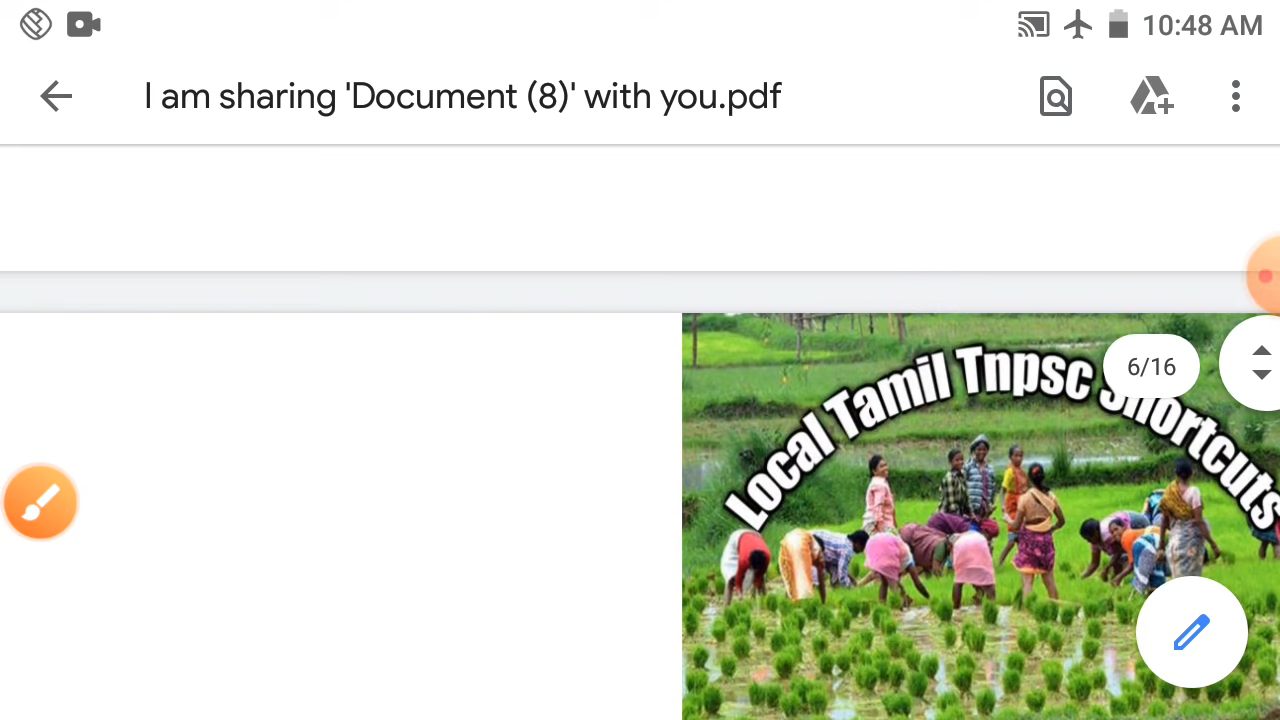 10:48 AM
I am sharing 'Document (8)' with you.pdf
6/16
Local Tamil Tnpsc Shortcuts